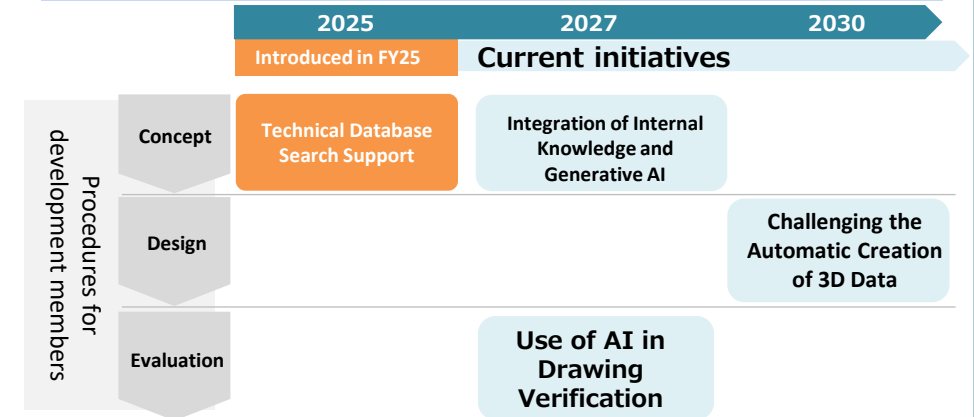 2025
2027
2030
Introduced in FY25
Current initiatives
Procedures for
development members
Concept
Technical Database
Search Support
Integration of Internal
Knowledge and
Generative AI
Design
Challenging the
Automatic Creation
of 3D Data
Evaluation
Use of AI in
Drawing
Verification